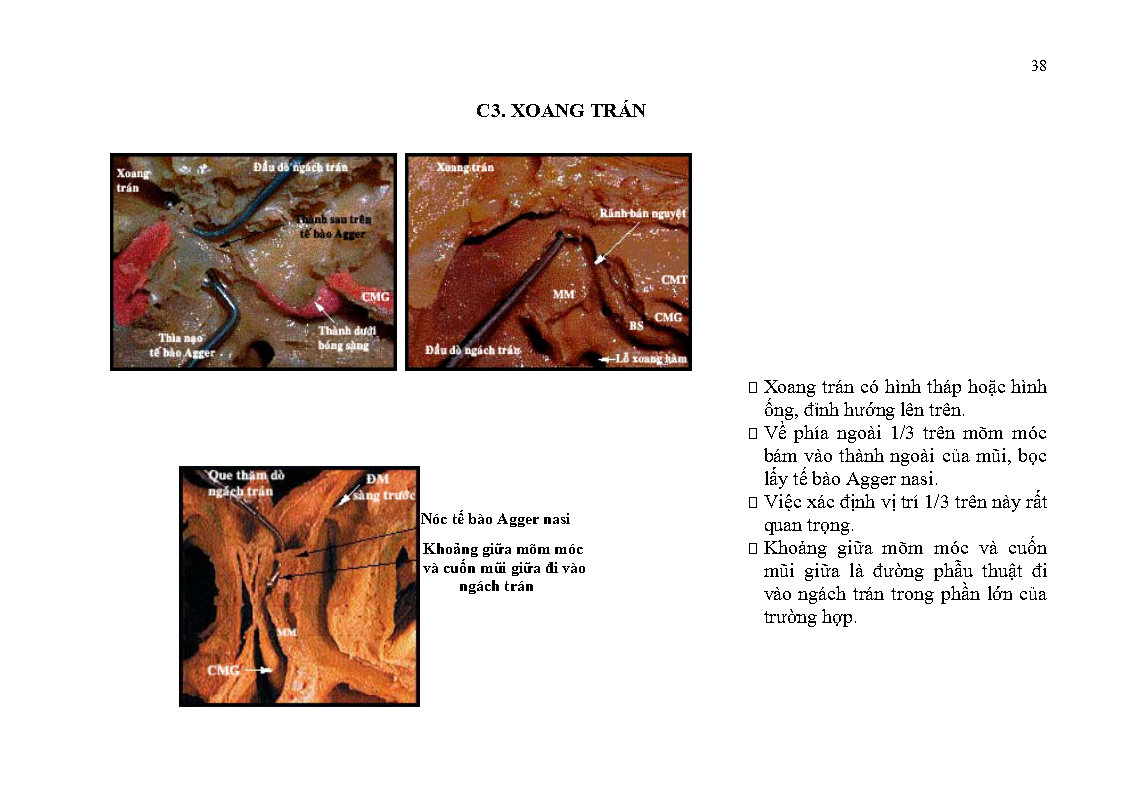 38
C3. XOANG TRÁN
Xoang
trán
Đầu dò ngách trán
Thành sau trên
tế bào Agger
CMG
Thành dưới
bóng sàng
Thìa nạo
tế bào Agger
Xoang trán
Rãnh bán nguyệt
CMT
MM
CMG
BS
Đầu dò ngách trán
Lỗ xoang hàm
Xoang trán có hình tháp hoặc hình
ống, đỉnh hướng lên trên.
Về phía ngoài 1/3 trên mõm móc
bám vào thành ngoài của mũi, bọc
lấy tế bào Agger nasi.
Việc xác định vị trí 1/3 trên này rất
quan trọng.
Khoảng giữa mõm móc và cuốn
mũi giữa là đường phẫu thuật đi
vào ngách trán trong phần lớn của
trường hợp.
Que thăm dò
ngách trán
ĐM
sàng trước
Nóc tế bào Agger nasi
Khoảng giữa mõm móc
và cuốn mũi giữa đi vào
ngách trán
MM
CMG